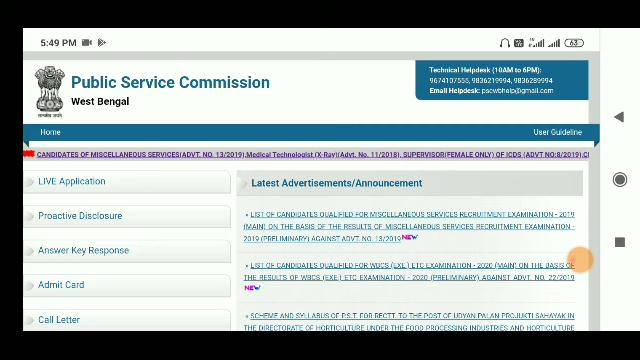 5:49 PM
63
Public Service Commission
West Bengal
Technical Helpdesk (10AM to 6PM):
9674107555, 9836219994, 9836289994
Email Helpdesk: pscwbhelp@gmail.com
Home
User Guideline
CANDIDATES OF MISCELLANEOUS SERVICES(ADVT. NO. 13/2019),Medical Technologist (X-Ray)(Advt. No. 11/2018), SUPERVISOR(FEMALE ONLY) OF ICDS (ADVT NO:8/2019),Cl
LIVE Application
Proactive Disclosure
Answer Key Response
Admit Card
Call Letter
Latest Advertisements/Announcement
» LIST OF CANDIDATES QUALIFIED FOR MISCELLANEOUS SERVICES RECRUITMENT EXAMINATION - 2019
(MAIN) ON THE BASIS OF THE RESULTS OF MISCELLANEOUS SERVICES RECRUITMENT EXAMINATION -
2019 (PRELIMINARY) AGAINST ADVT. NO. 13/2019 NEW
» LIST OF CANDIDATES QUALIFIED FOR WBCS (EXE.) ETC EXAMINATION - 2020 (MAIN) ON THE BASIS OF
THE RESULTS OF WBCS (EXE.) ETC EXAMINATION - 2020 (PRELIMINARY) AGAINST ADVT. NO. 22/2019
NEW
» SCHEME AND SYLLABUS OF P.S.T. FOR RECTT. TO THE POST OF UDYAN PALAN PROJUKTI SAHAYAK IN
THE DIRECTORATE OF HORTICULTURE UNDER THE FOOD PROCESSING INDUSTRIES AND HORTICULTURE